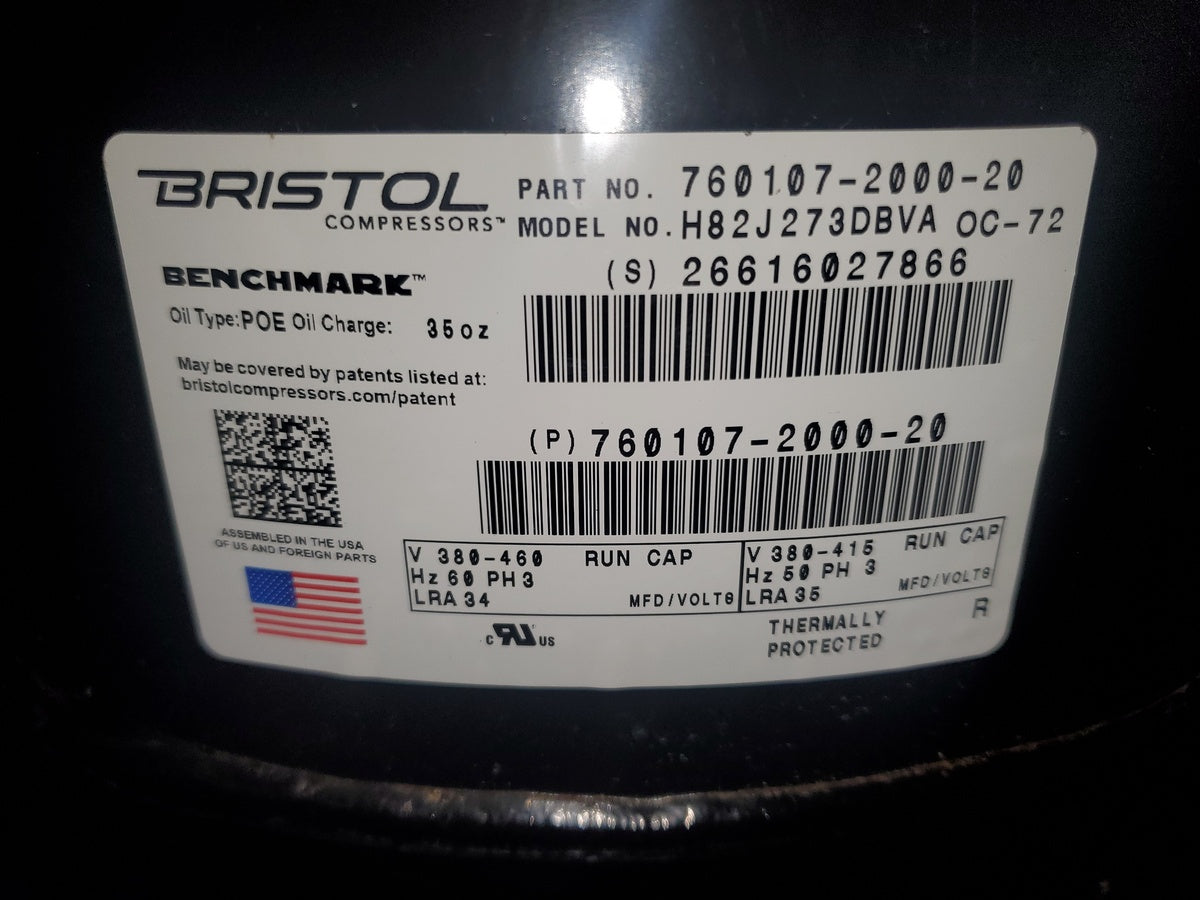 BRISTOL
COMPRESSORS™
PART NO. 760107-2000-20
MODEL NO. H82J273DBVA OC-72
(S) 26616027866
BENCHMARK™
Oil Type:POE Oil Charge: 35oz
May be covered by patents listed at:
bristolcompressors.com/patent
(P) 760107-2000-20
ASSEMBLED IN THE USA
OF US AND FOREIGN PARTS
V 380-460 RUN CAP
Hz 60 PH 3
LRA 34 MFD/VOLTS
V 380-415 RUN CAP
Hz 50 PH 3
LRA 35 MFD/VOLTS
c RU US
THERMALLY
PROTECTED
R